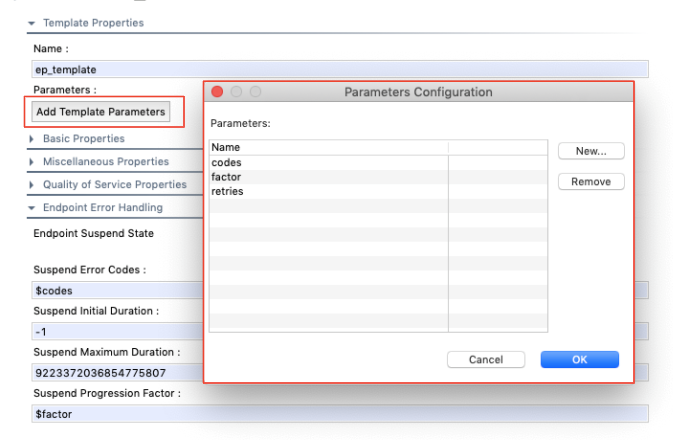 Template Properties
Name :
ep_template
Parameters :
Add Template Parameters
Basic Properties
Miscellaneous Properties
Quality of Service Properties
Endpoint Error Handling
Endpoint Suspend State
Suspend Error Codes :
$codes
Suspend Initial Duration :
-1
Suspend Maximum Duration :
9223372036854775807
Suspend Progression Factor :
$factor
Parameters Configuration
Parameters:
Name
codes
factor
retries
New...
Remove
Cancel
OK